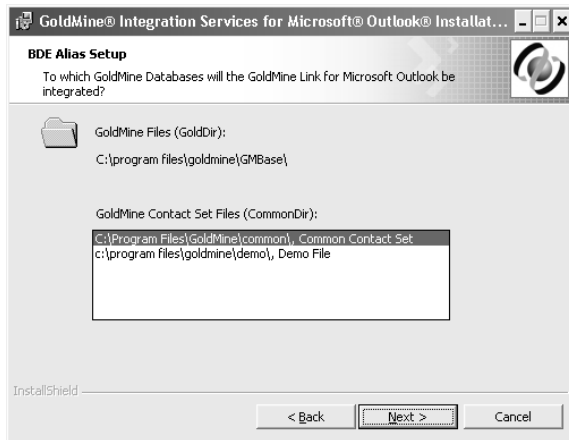 GoldMine® Integration Services for Microsoft® Outlook® Installat...
BDE Alias Setup
To which GoldMine Databases will the GoldMine Link for Microsoft Outlook be
integrated?
GoldMine Files (GoldDir):
C:\program files\goldmine\GMBase\
GoldMine Contact Set Files (CommonDir):
C:\Program Files\GoldMine\common\, Common Contact Set
c:\program files\goldmine\demo\, Demo File
InstallShield
< Back
Next >
Cancel